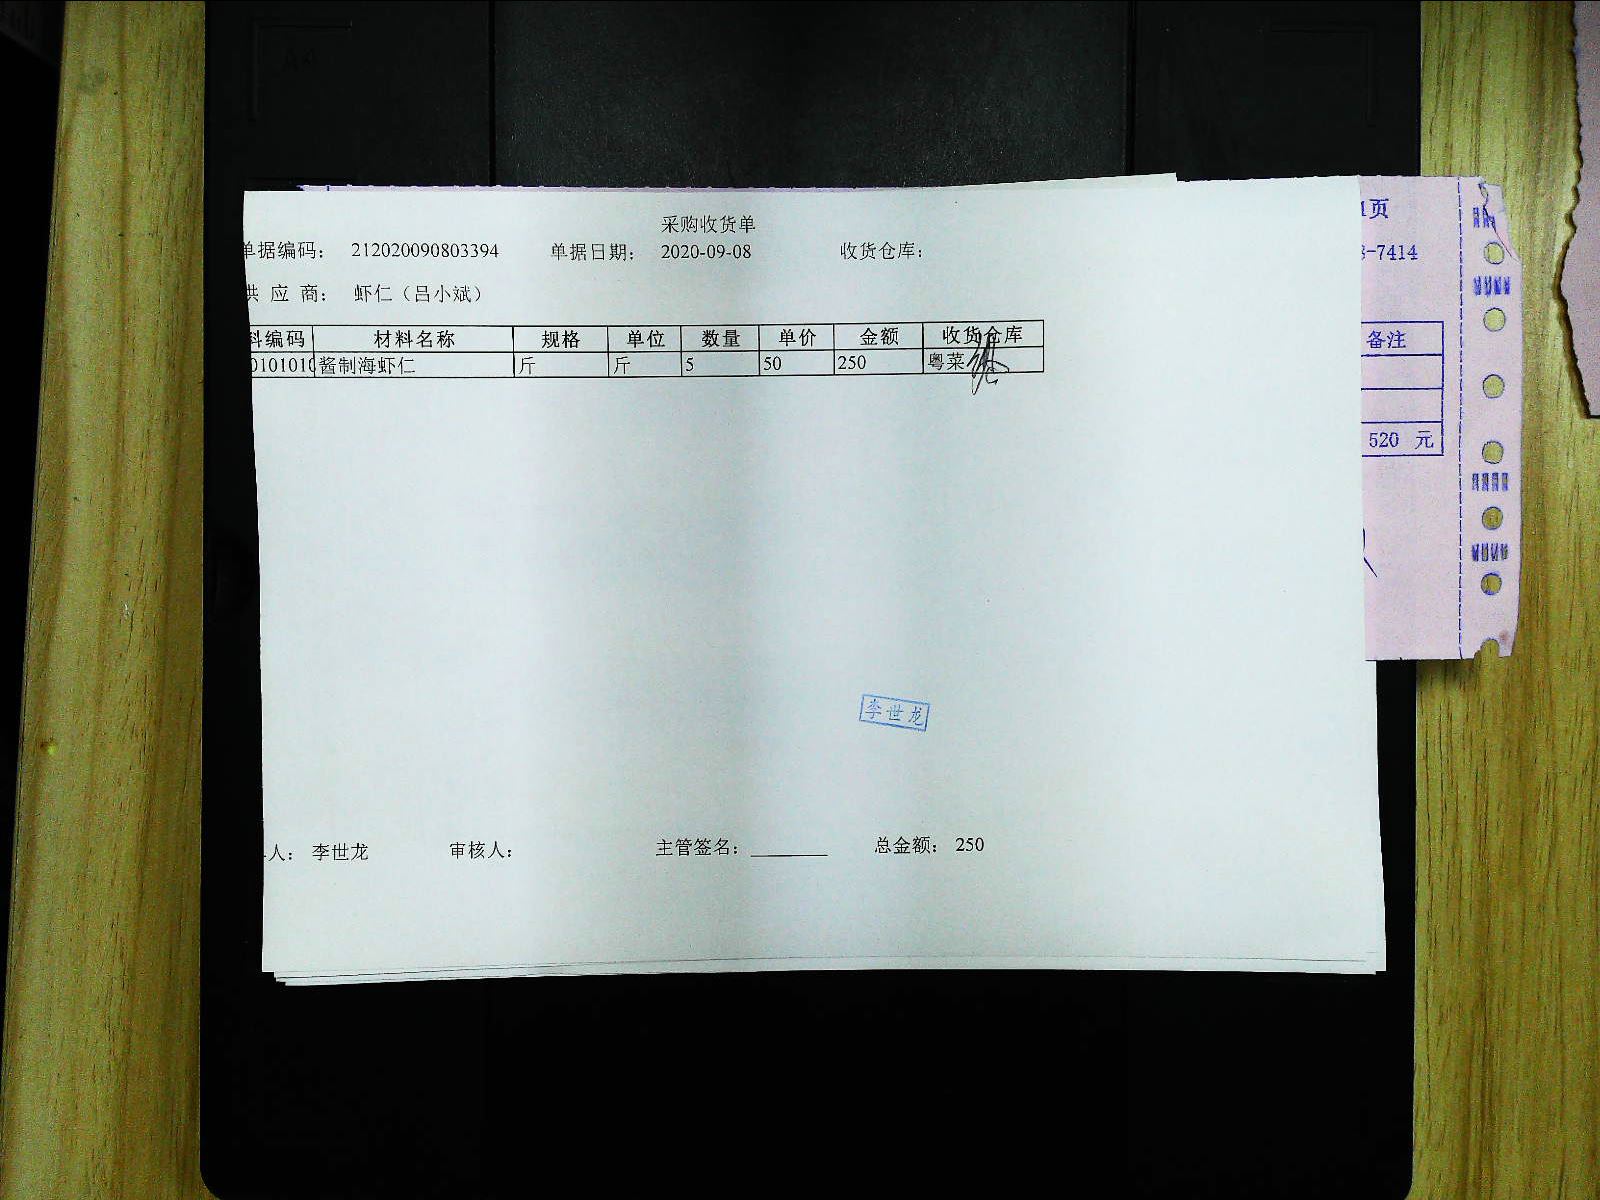 采购收货单
单据编码: 212020090803394 单据日期: 2020-09-08 收货仓库:
供 应 商: 虾仁（吕小斌）
料编码 材料名称 规格 单位 数量 单价 金额 收货仓库
0101010 酱制海虾仁 斤 斤 5 50 250 粤菜
李世龙
人: 李世龙 审核人: 主管签名: 总金额: 250
1页
3-7414
备注
520 元